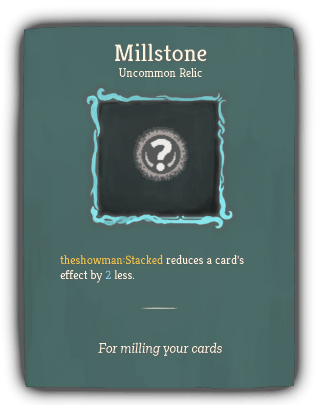 Millstone
Uncommon Relic
?
theshowman:Stacked reduces a card's
effect by 2 less.
For milling your cards